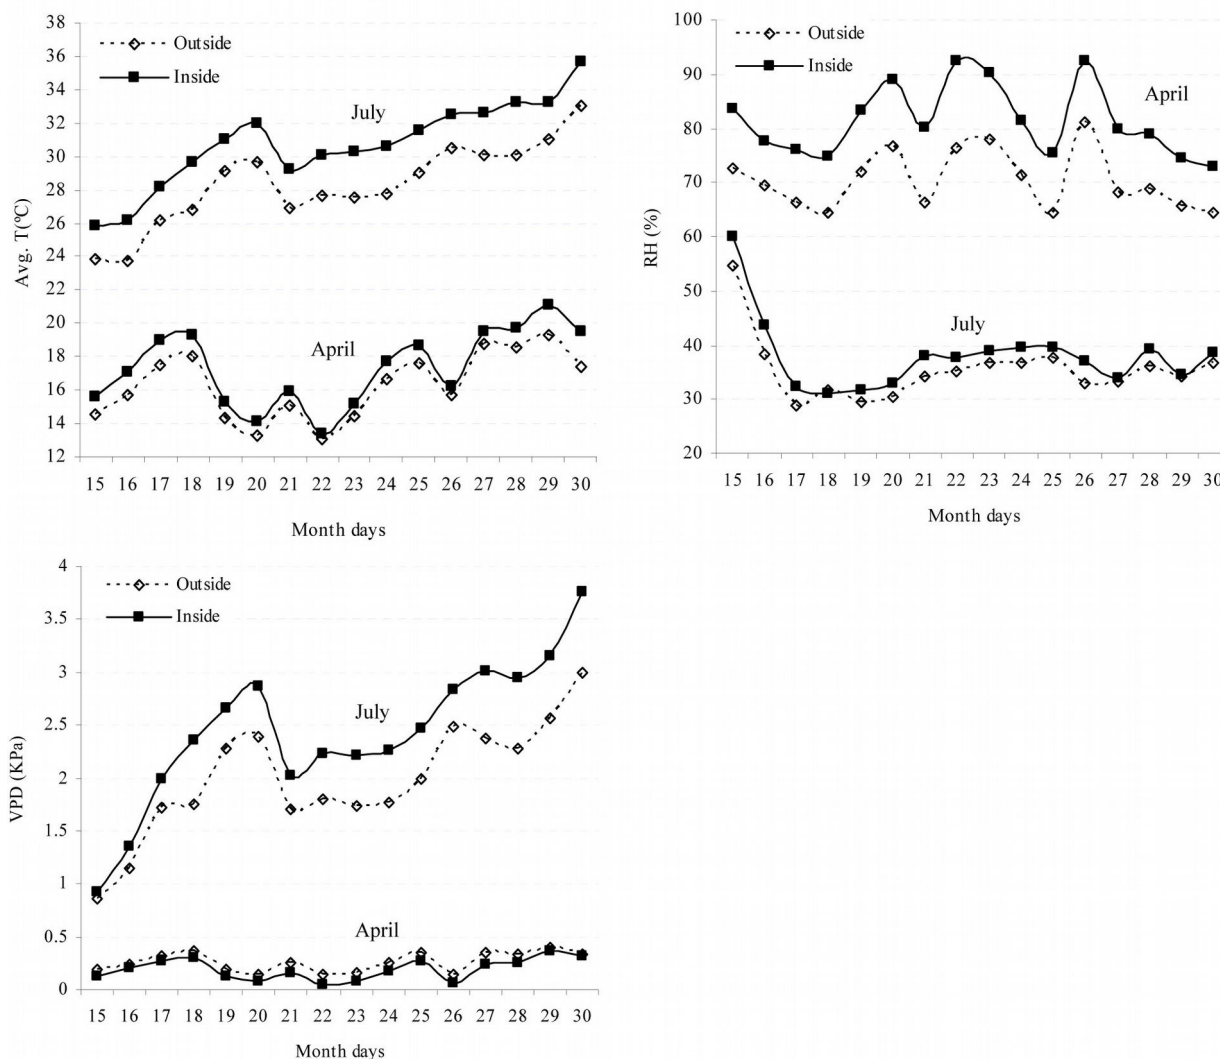 38
36
34
32
30
28
26
24
22
20
18
16
14
12
Avg. T(ºC)
Outside
Inside
July
April
15 16 17 18 19 20 21 22 23 24 25 26 27 28 29 30
Month days
100
90
80
70
60
50
40
30
20
RH (%)
Outside
Inside
April
July
15 16 17 18 19 20 21 22 23 24 25 26 27 28 29 30
Month days
4
3.5
3
2.5
2
1.5
1
0.5
0
VPD (KPa)
Outside
Inside
July
April
15 16 17 18 19 20 21 22 23 24 25 26 27 28 29 30
Month days